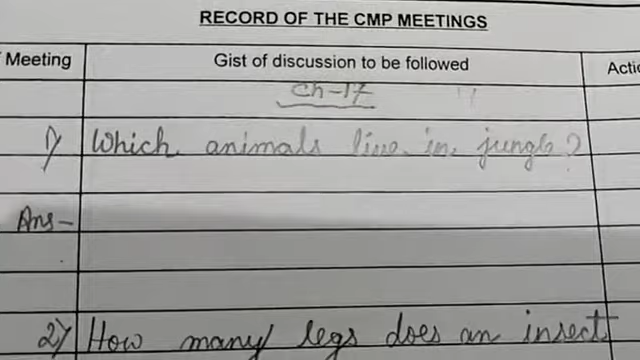 RECORD OF THE CMP MEETINGS
Meeting Gist of discussion to be followed Actio
Ch-17
1) Which animals live in jungle?
Ans-
2) How many legs does an insect